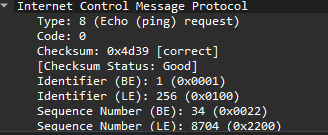 Internet Control Message Protocol
Type: 8 (Echo (ping) request)
Code: 0
Checksum: 0x4d39 [correct]
[Checksum Status: Good]
Identifier (BE): 1 (0x0001)
Identifier (LE): 256 (0x0100)
Sequence Number (BE): 34 (0x0022)
Sequence Number (LE): 8704 (0x2200)